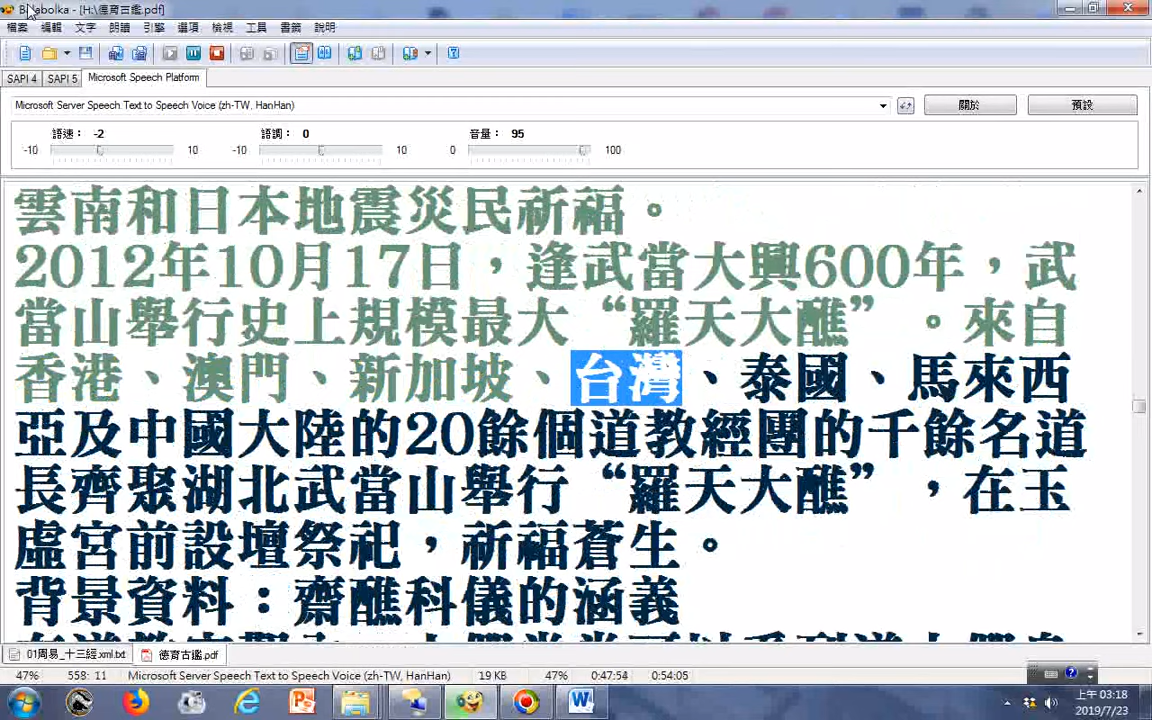 Balabolka - [H:\德育古鑑.pdf]
檔案 編輯 文字 朗讀 引擎 選項 檢視 工具 書籤 說明
SAPI 4 SAPI 5 Microsoft Speech Platform
Microsoft Server Speech Text to Speech Voice (zh-TW, HanHan) 關於 預設
語速： -2 語調： 0 音量： 95
-10 10 -10 10 0 100
雲南和日本地震災民祈福。
2012年10月17日，逢武當大興600年，武
當山舉行史上規模最大“羅天大醮”。來自
香港、澳門、新加坡、台灣、泰國、馬來西
亞及中國大陸的20餘個道教經團的千餘名道
長齊聚湖北武當山舉行“羅天大醮”，在玉
虛宮前設壇祭祀，祈福蒼生。
背景資料：齋醮科儀的涵義
01周易_十三經.xml.txt 德育古鑑.pdf
47% 558: 11 Microsoft Server Speech Text to Speech Voice (zh-TW, HanHan) 19 KB 47% 0:47:54 0:54:05
上午 03:18
2019/7/23